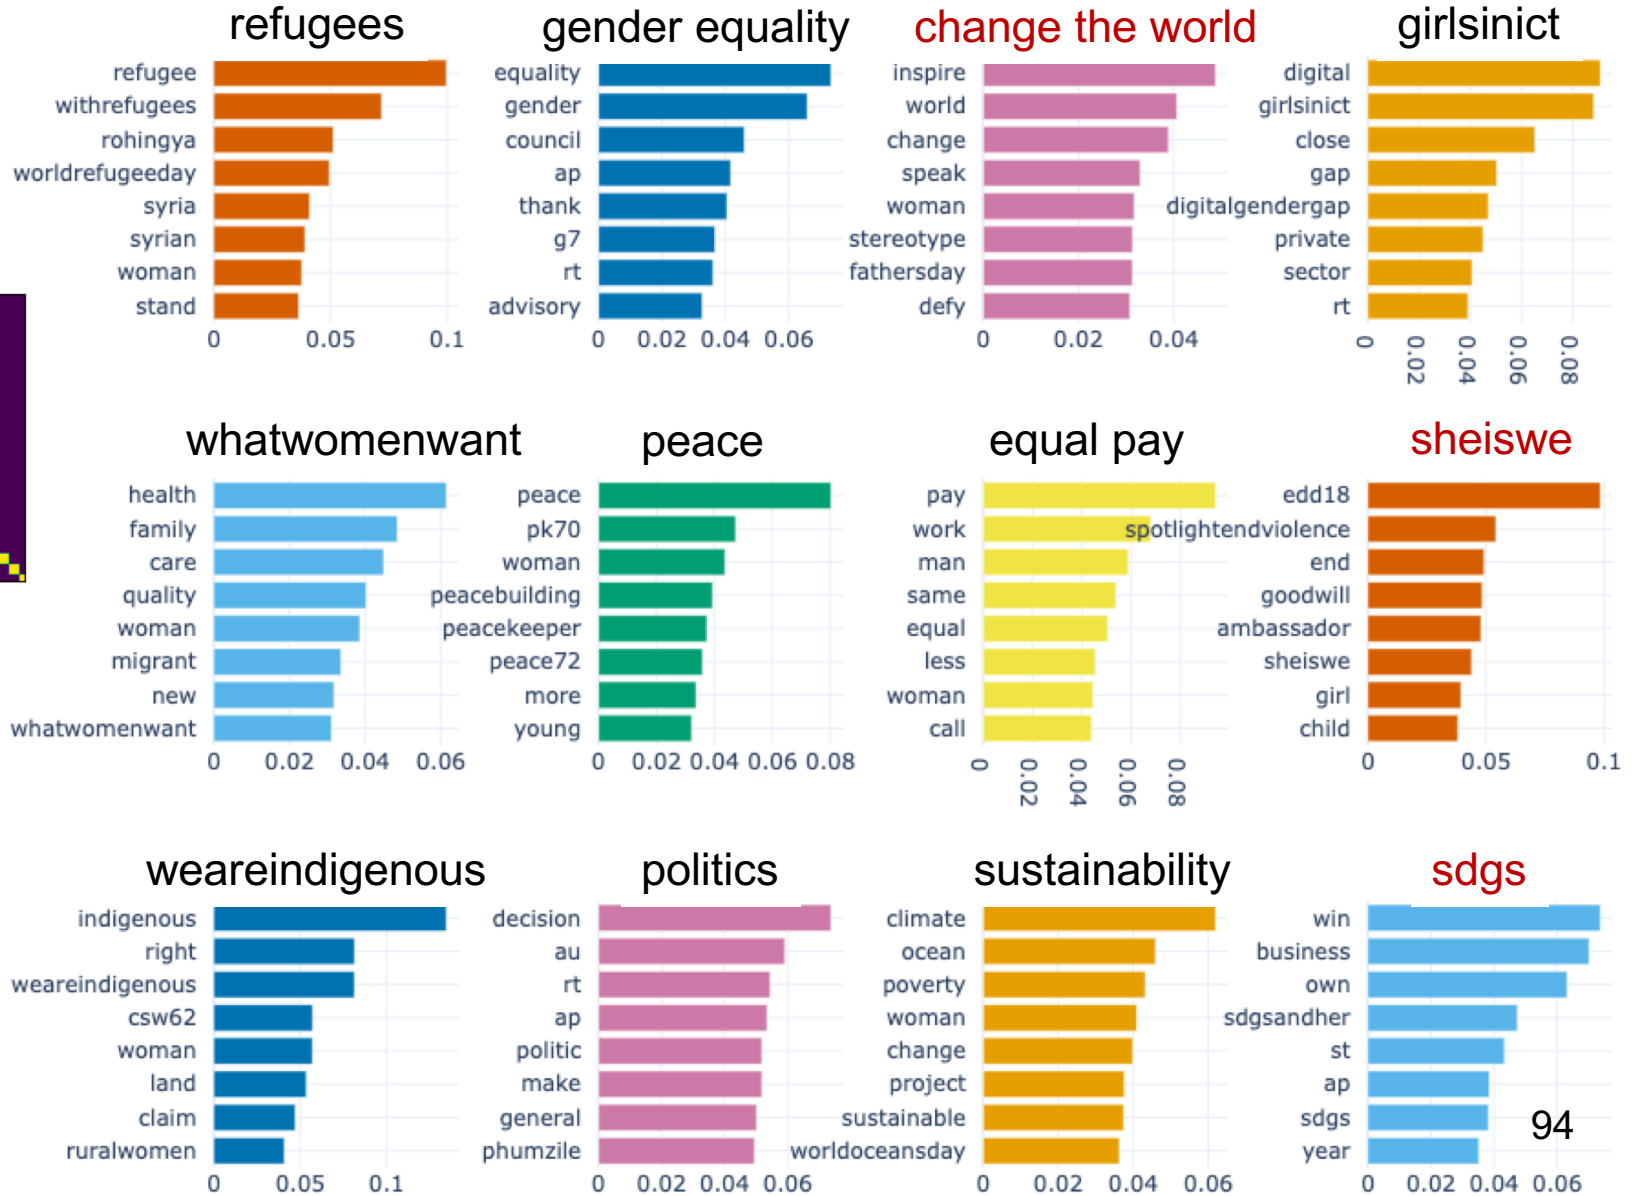 refugees
refugee
withrefugees
rohingya
worldrefugeeday
syria
syrian
woman
stand
0 0.05 0.1
gender equality
equality
gender
council
ap
thank
g7
rt
advisory
0 0.02 0.04 0.06
change the world
inspire
world
change
speak
woman
stereotype
fathersday
defy
0 0.02 0.04
girlsinict
digital
girlsinict
close
gap
digitalgendergap
private
sector
rt
0 0.02 0.04 0.06 0.08
whatwomenwant
health
family
care
quality
woman
migrant
new
whatwomenwant
0 0.02 0.04 0.06
peace
peace
pk70
woman
peacebuilding
peacekeeper
peace72
more
young
0 0.02 0.04 0.06 0.08
equal pay
pay
work
man
same
equal
less
woman
call
0 0.02 0.04 0.06 0.08
sheiswe
edd18
spotlightendviolence
end
goodwill
ambassador
sheiswe
girl
child
0 0.05 0.1
weareindigenous
indigenous
right
weareindigenous
csw62
woman
land
claim
ruralwomen
0 0.05 0.1
politics
decision
au
rt
ap
politic
make
general
phumzile
0 0.02 0.04 0.06
sustainability
climate
ocean
poverty
woman
change
project
sustainable
worldoceansday
0 0.02 0.04 0.06
sdgs
win
business
own
sdgsandher
st
ap
sdgs
year
0 0.02 0.04 0.06
94